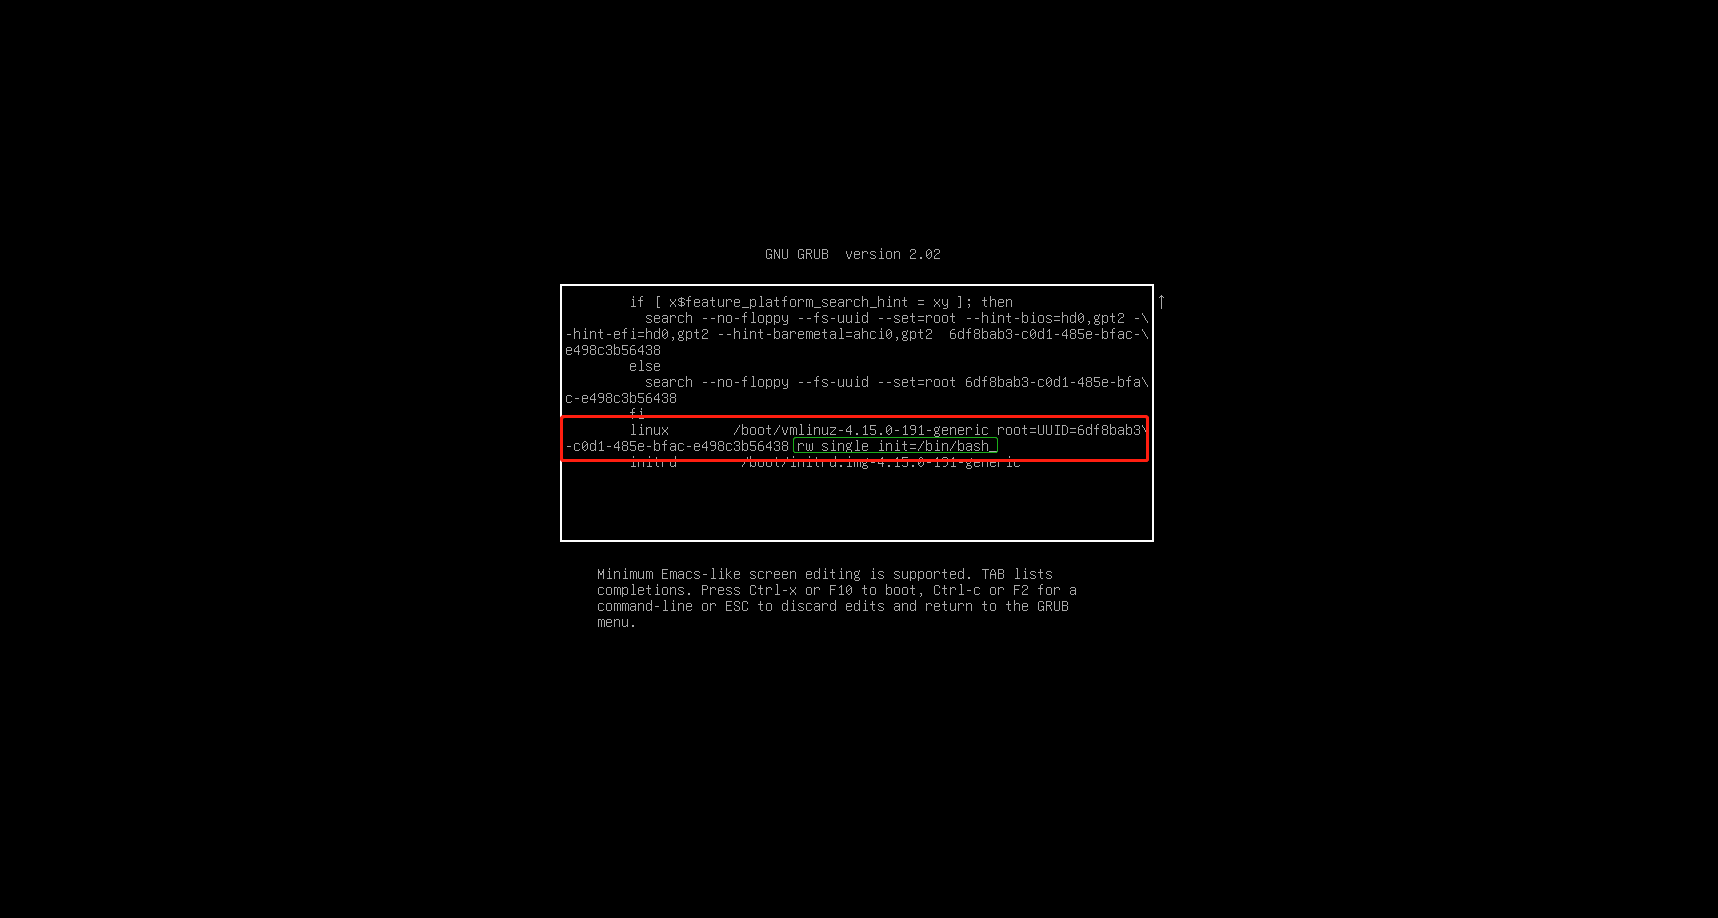 GNU GRUB  version 2.02
if [ x$feature_platform_search_hint = xy ]; then
search --no-floppy --fs-uuid --set=root --hint-bios=hd0,gpt2 -\
-hint-efi=hd0,gpt2 --hint-baremetal=ahci0,gpt2  6df8bab3-c0d1-485e-bfac-\
e498c3b56438
else
search --no-floppy --fs-uuid --set=root 6df8bab3-c0d1-485e-bfa\
c-e498c3b56438
fi
linux        /boot/vmlinuz-4.15.0-191-generic root=UUID=6df8bab3\
-c0d1-485e-bfac-e498c3b56438 rw single init=/bin/bash_
initrd        /boot/initrd.img-4.15.0-191-generic
Minimum Emacs-like screen editing is supported. TAB lists
completions. Press Ctrl-x or F10 to boot, Ctrl-c or F2 for a
command-line or ESC to discard edits and return to the GRUB
menu.